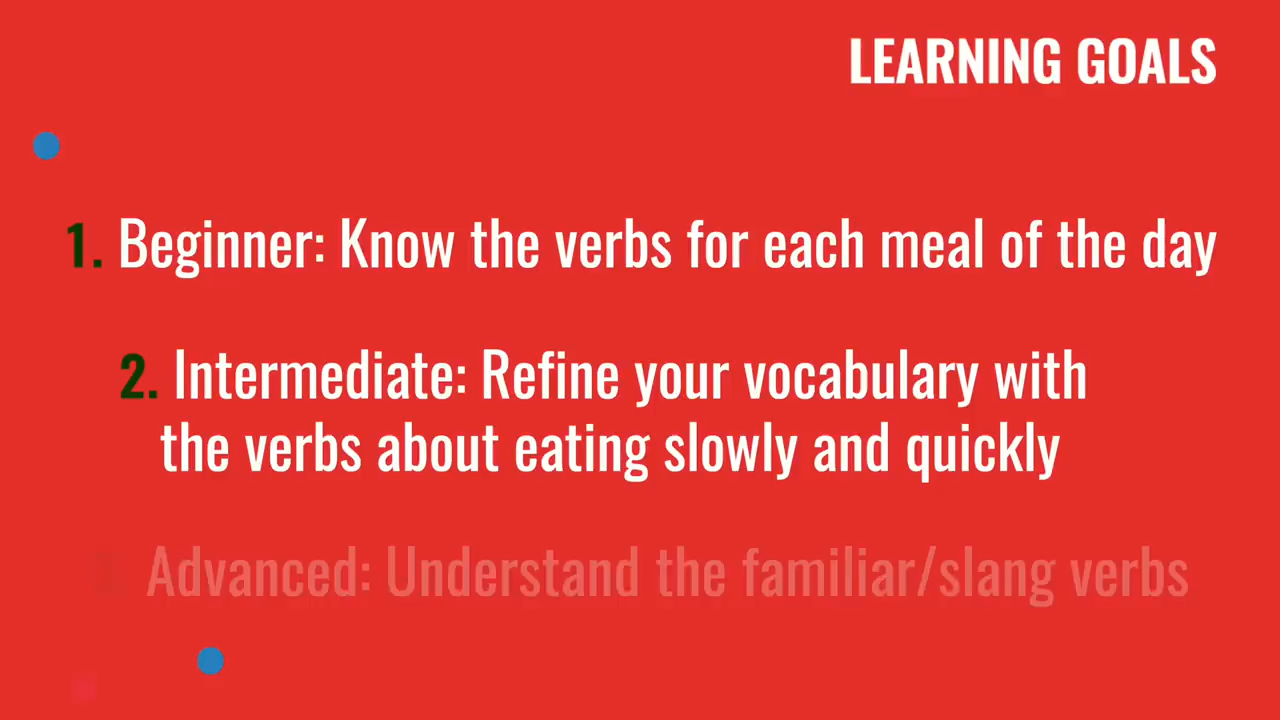 LEARNING GOALS
1. Beginner: Know the verbs for each meal of the day
2. Intermediate: Refine your vocabulary with
the verbs about eating slowly and quickly
Advanced: Understand the familiar/slang verbs